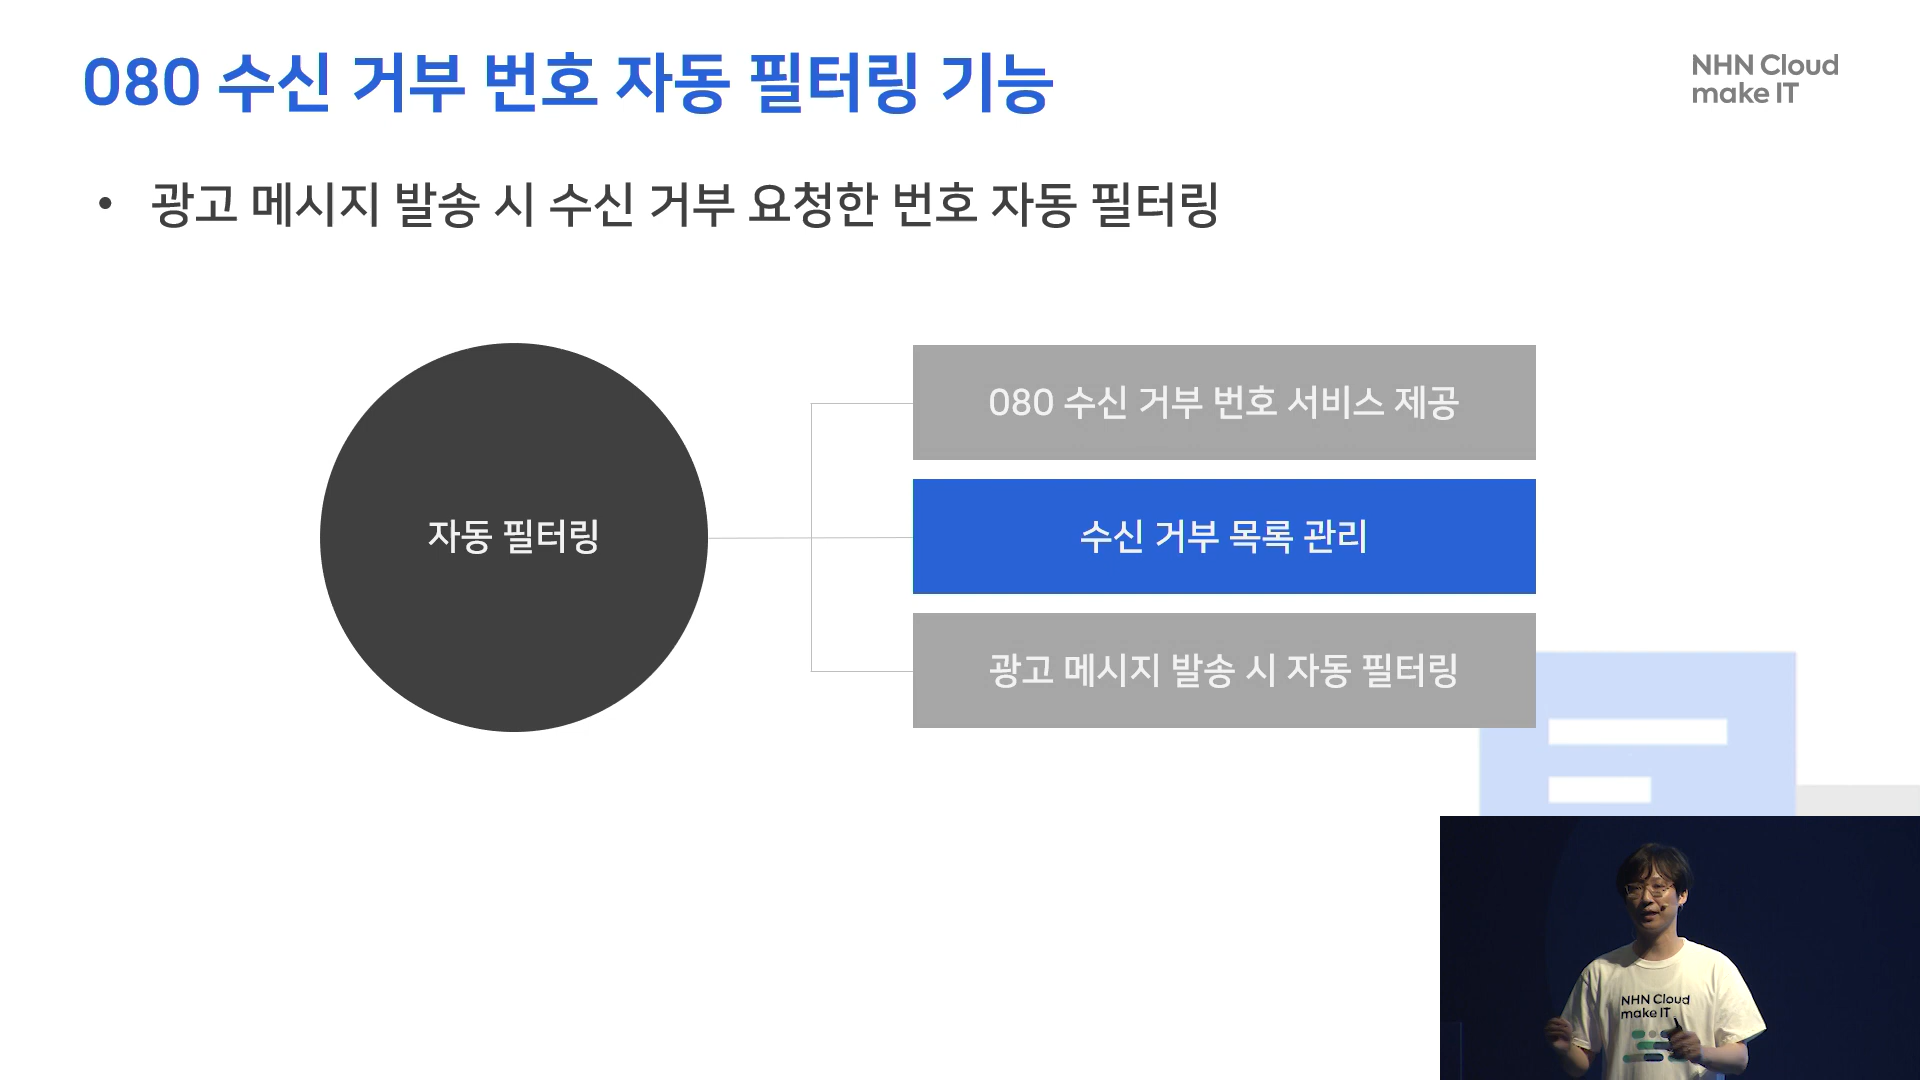 080 수신 거부 번호 자동 필터링 기능
NHN Cloud
make IT
• 광고 메시지 발송 시 수신 거부 요청한 번호 자동 필터링
자동 필터링
080 수신 거부 번호 서비스 제공
수신 거부 목록 관리
광고 메시지 발송 시 자동 필터링
NHN Cloud
make IT